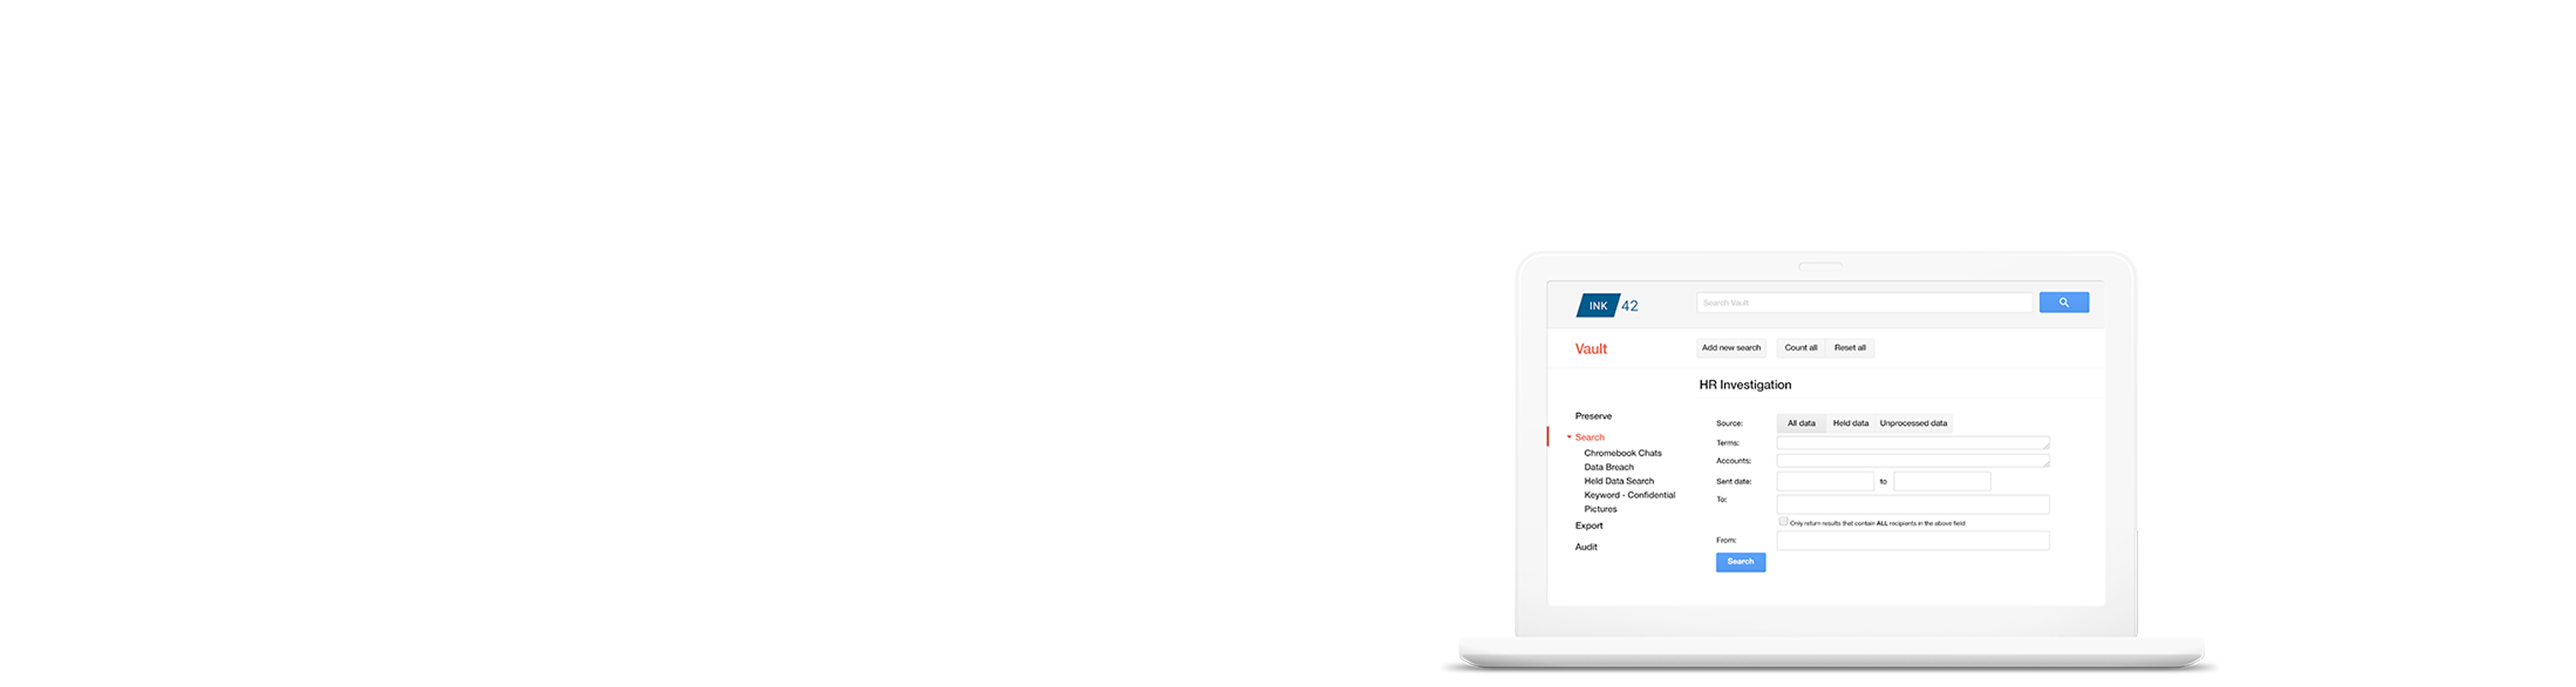 INK 42
Search Vault
Vault
Add new search
Count all
Reset all
HR Investigation
Preserve
Search
Chromebook Chats
Data Breach
Held Data Search
Keyword - Confidential
Pictures
Export
Audit
Source:
All data
Held data
Unprocessed data
Terms:
Accounts:
Sent date:
to
To:
Only return results that contain ALL recipients in the above field
From:
Search